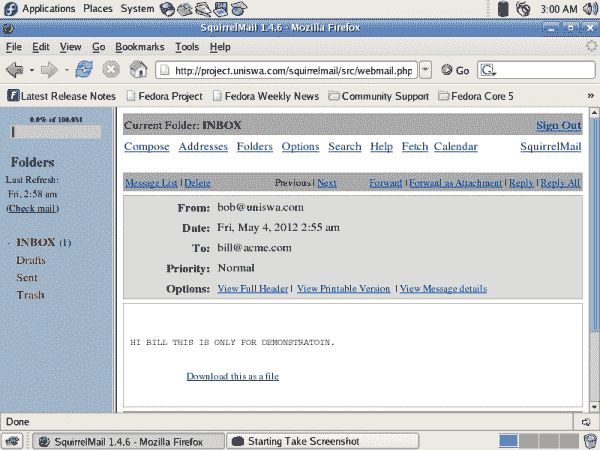 Applications Places System 3:00 AM
SquirrelMail 1.4.6 - Mozilla Firefox
File Edit View Go Bookmarks Tools Help
http://project.uniswa.com/squirrelmail/src/webmail.php Go
Latest Release Notes Fedora Project Fedora Weekly News Community Support Fedora Core 5
0.0% of 100.0M
Current Folder: INBOX Sign Out
Compose Addresses Folders Options Search Help Fetch Calendar SquirrelMail
Folders
Last Refresh:
Fri, 2:58 am
(Check mail)
- INBOX (1)
Drafts
Sent
Trash
Message List | Delete Previous | Next Forward | Forward as Attachment | Reply | Reply All
From: bob@uniswa.com
Date: Fri, May 4, 2012 2:55 am
To: bill@acme.com
Priority: Normal
Options: View Full Header | View Printable Version | View Message details
HI BILL THIS IS ONLY FOR DEMONSTRATOIN.
Download this as a file
Done
SquirrelMail 1.4.6 - Mozilla Firefox Starting Take Screenshot